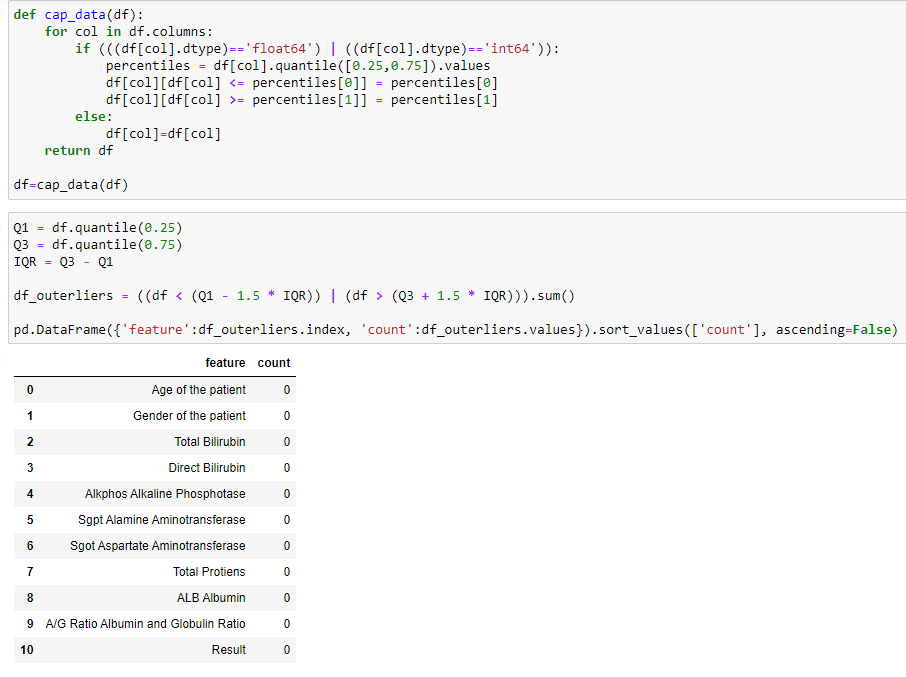 def cap_data(df):
    for col in df.columns:
        if (((df[col].dtype)=='float64') | ((df[col].dtype)=='int64')):
            percentiles = df[col].quantile([0.25,0.75]).values
            df[col][df[col] <= percentiles[0]] = percentiles[0]
            df[col][df[col] >= percentiles[1]] = percentiles[1]
        else:
            df[col]=df[col]
    return df
df=cap_data(df)
Q1 = df.quantile(0.25)
Q3 = df.quantile(0.75)
IQR = Q3 - Q1
df_outerliers = ((df < (Q1 - 1.5 * IQR)) | (df > (Q3 + 1.5 * IQR))).sum()
pd.DataFrame({'feature':df_outerliers.index, 'count':df_outerliers.values}).sort_values(['count'], ascending=False)
feature count
0 Age of the patient 0
1 Gender of the patient 0
2 Total Bilirubin 0
3 Direct Bilirubin 0
4 Alkphos Alkaline Phosphotase 0
5 Sgpt Alamine Aminotransferase 0
6 Sgot Aspartate Aminotransferase 0
7 Total Protiens 0
8 ALB Albumin 0
9 A/G Ratio Albumin and Globulin Ratio 0
10 Result 0